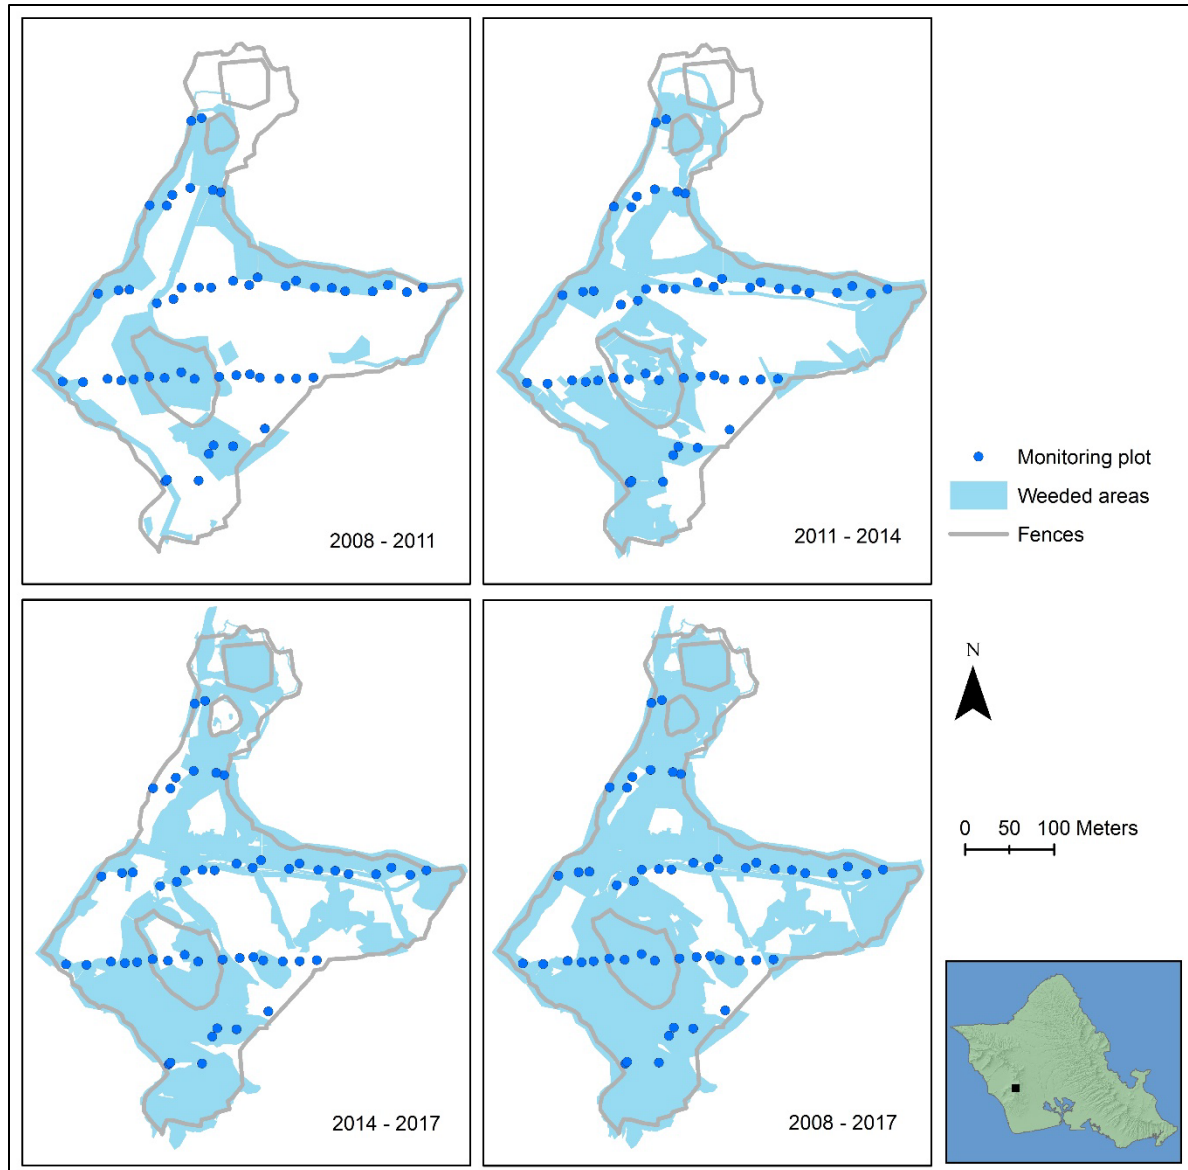 2008 - 2011
2011 - 2014
Monitoring plot
Weeded areas
Fences
N
0 50 100 Meters
2014 - 2017
2008 - 2017